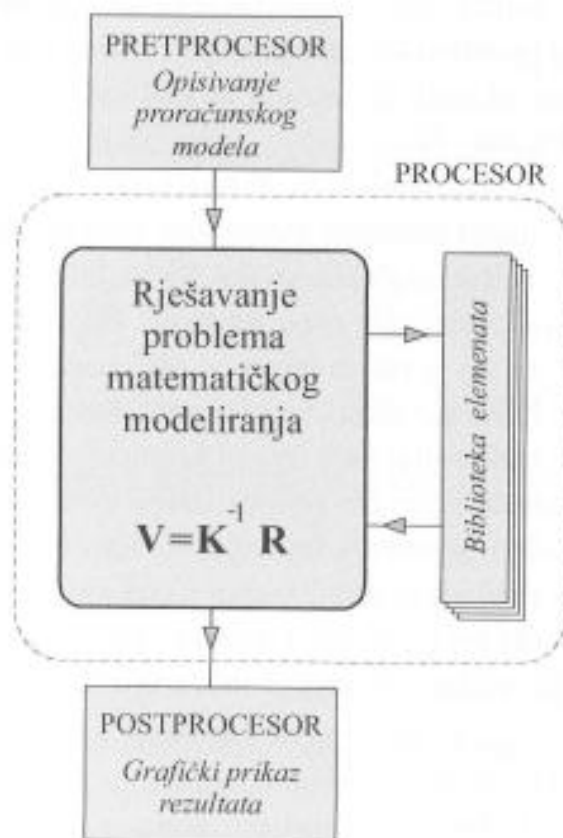 PRETPROCESOR
Opisivanje
proračunskog
modela
PROCESOR
Rješavanje
problema
matematičkog
modeliranja
V=K⁻¹ R
Biblioteka elemenata
POSTPROCESOR
Grafički prikaz
rezultata